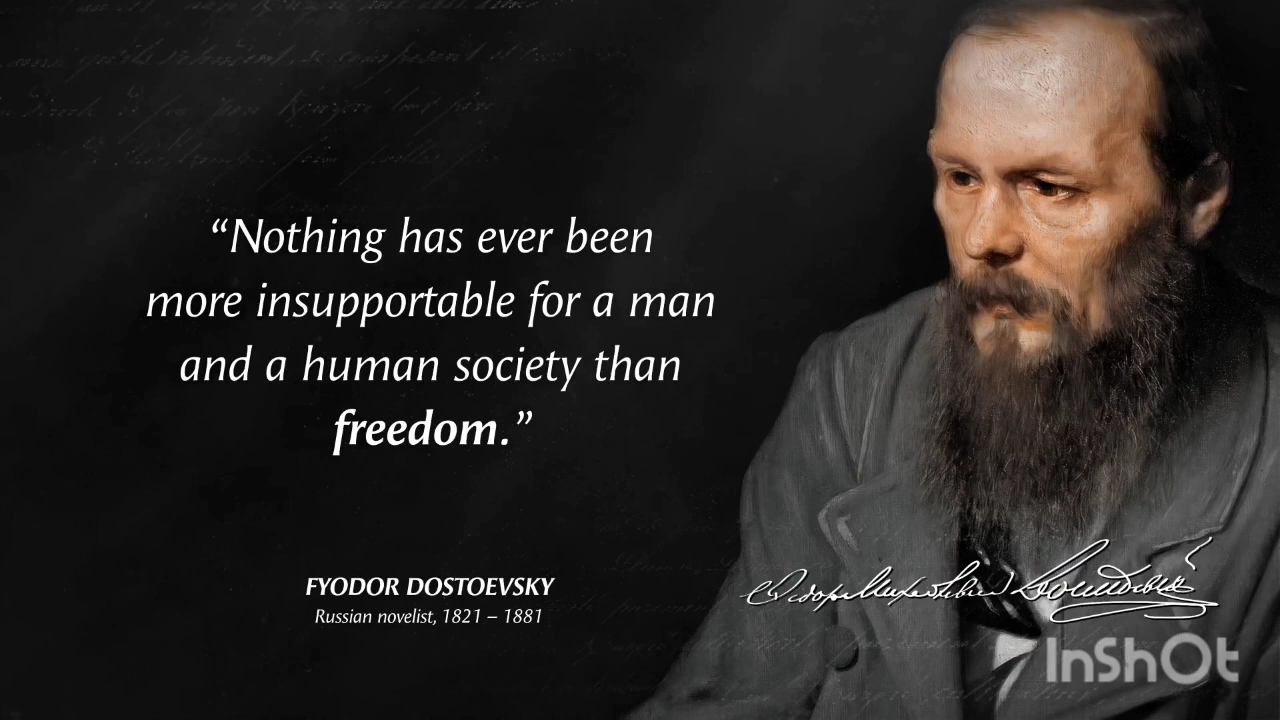 “Nothing has ever been
more insupportable for a man
and a human society than
freedom.”
FYODOR DOSTOEVSKY
Russian novelist, 1821 – 1881
InShOt